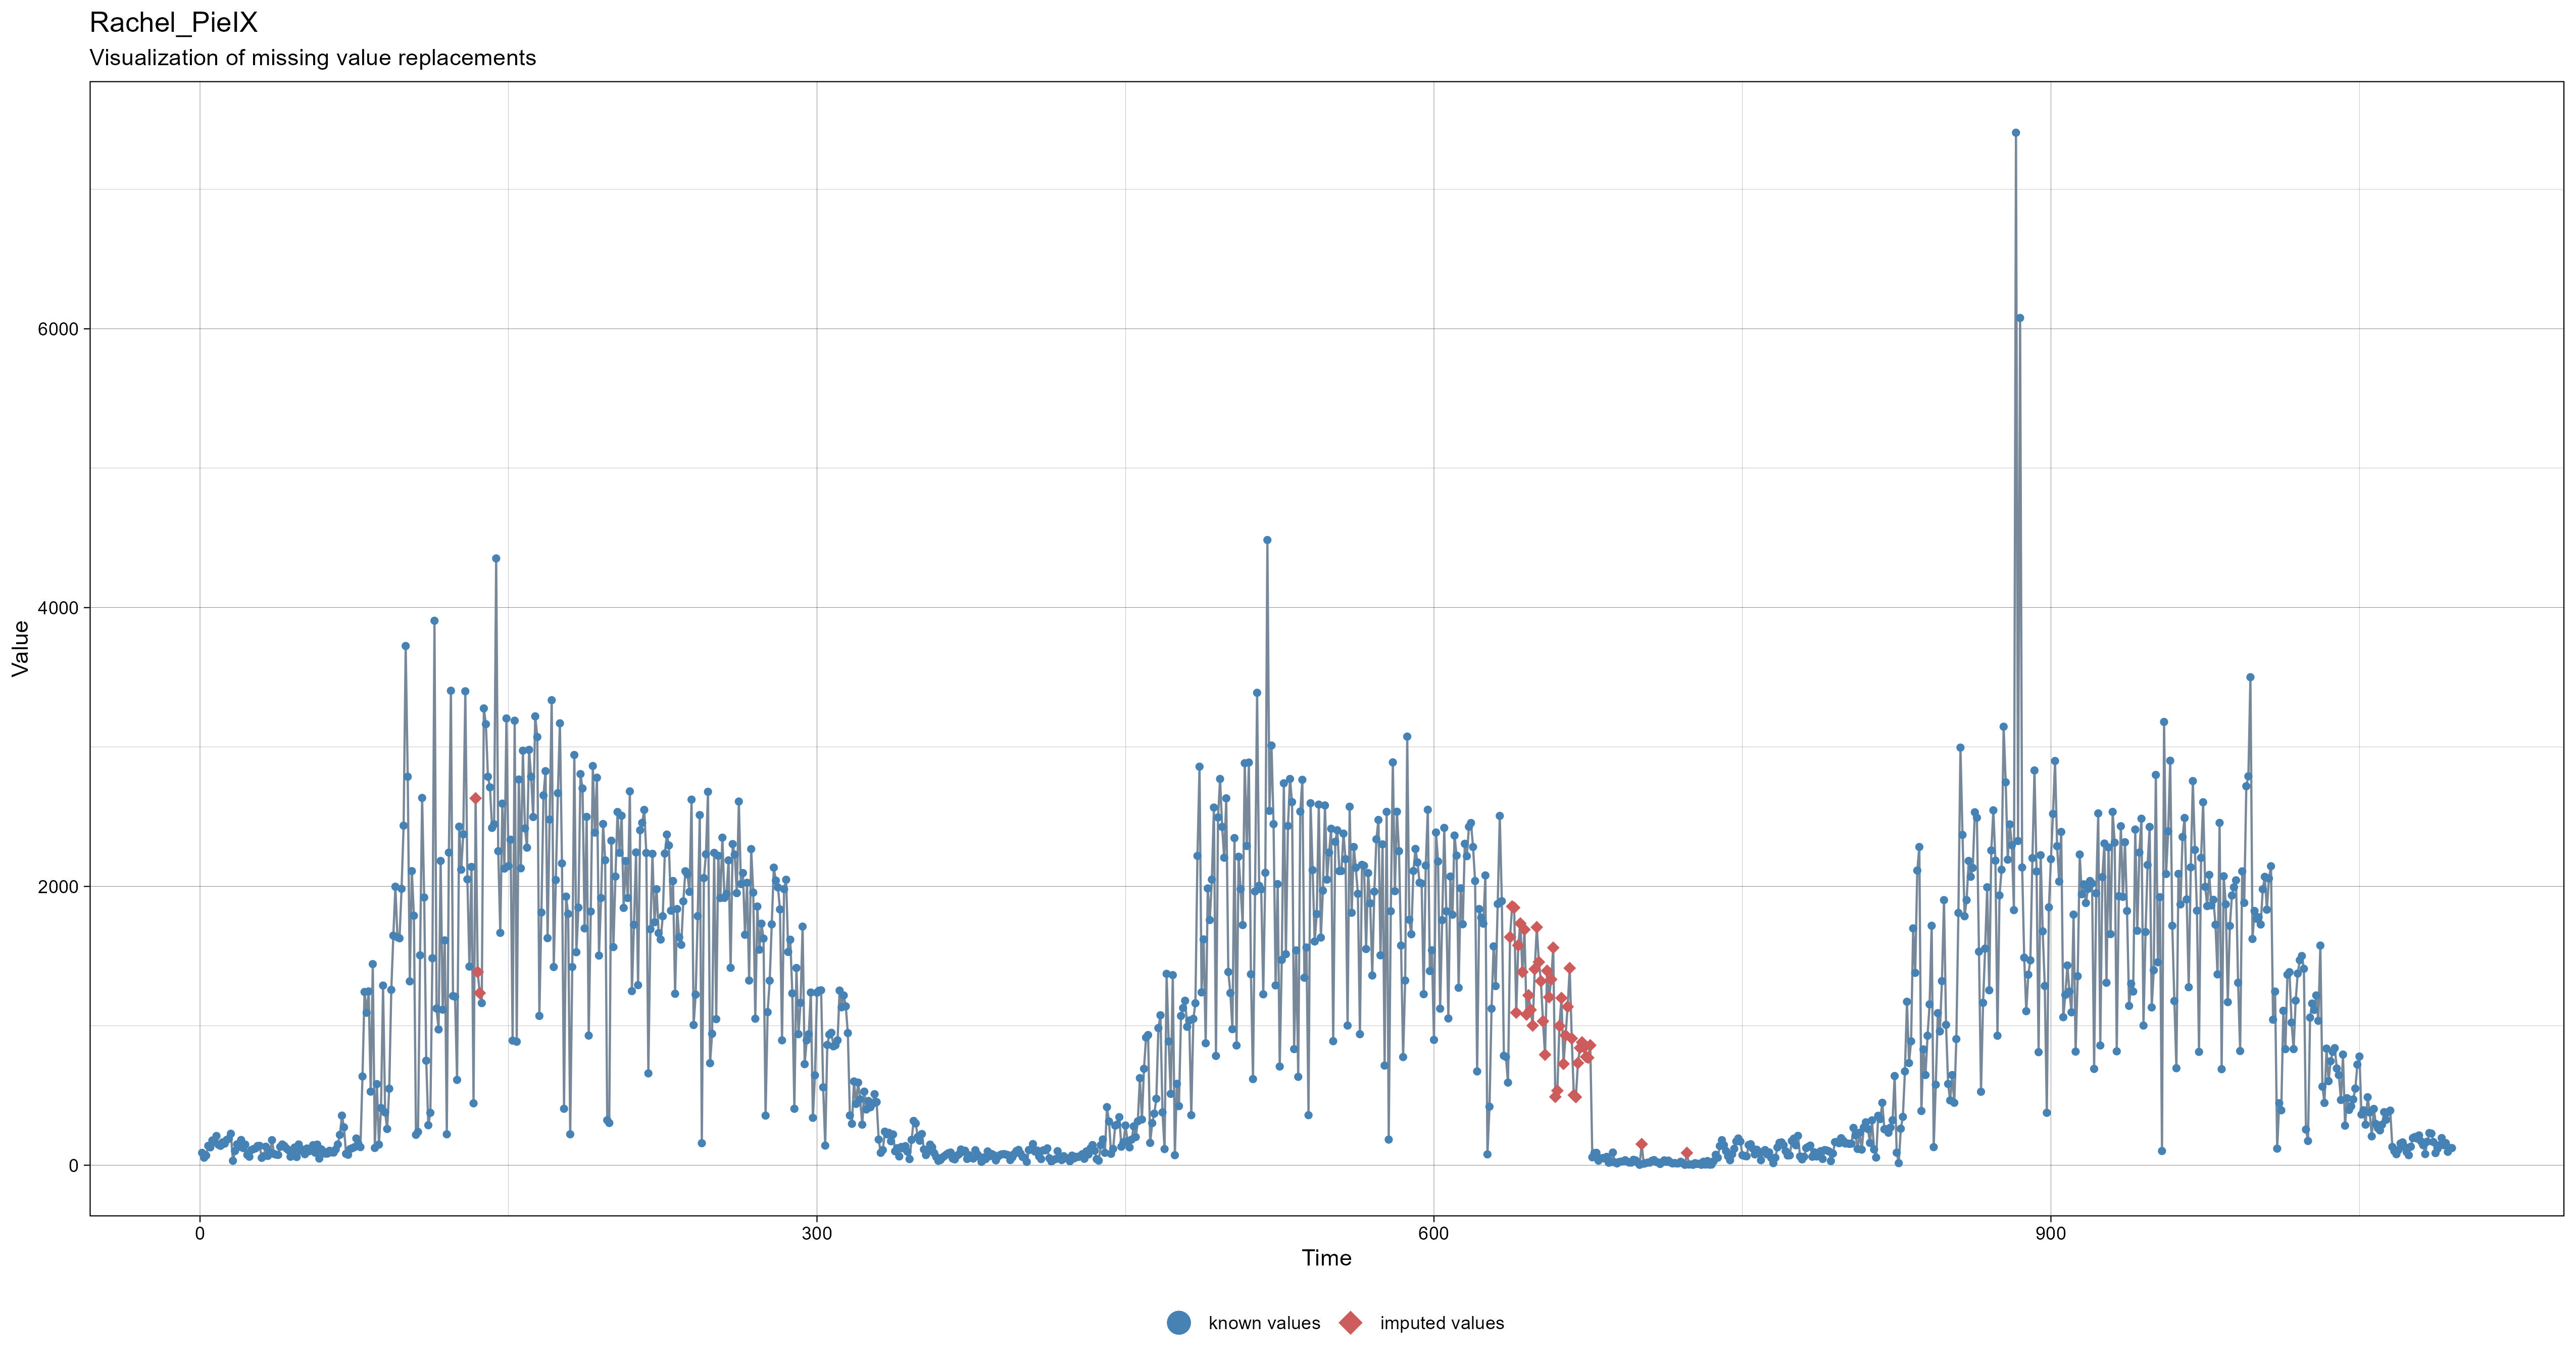 Rachel_PieIX
Visualization of missing value replacements
Value
6000
4000
2000
0
0 300 600 900
Time
known values imputed values